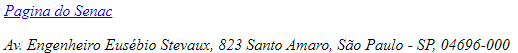 Pagina do Senac
Av. Engenheiro Eusébio Stevaux, 823 Santo Amaro, São Paulo - SP, 04696-000